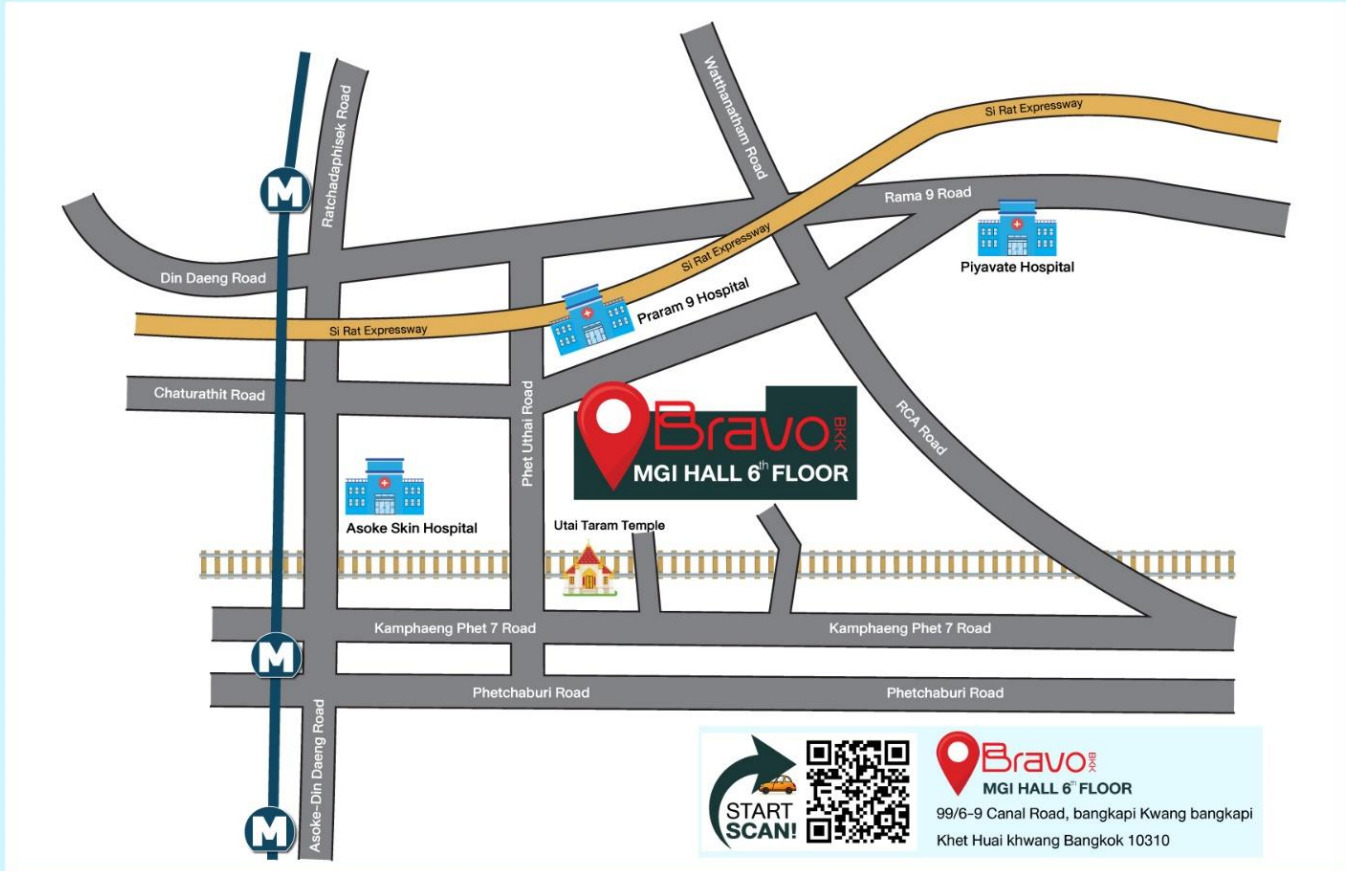 Ratchadaphisek Road
Watthanatham Road
Si Rat Expressway
M
Rama 9 Road
Din Daeng Road
Si Rat Expressway
Piyavate Hospital
Praram 9 Hospital
Si Rat Expressway
Chaturathit Road
Phet Uthai Road
RCA Road
Bravo BKK
MGI HALL 6th FLOOR
Asoke Skin Hospital
Utai Taram Temple
Kamphaeng Phet 7 Road
Kamphaeng Phet 7 Road
M
Phetchaburi Road
Phetchaburi Road
Asoke-Din Daeng Road
M
START
SCAN!
Bravo BKK
MGI HALL 6th FLOOR
99/6-9 Canal Road, bangkapi Kwang bangkapi
Khet Huai khwang Bangkok 10310